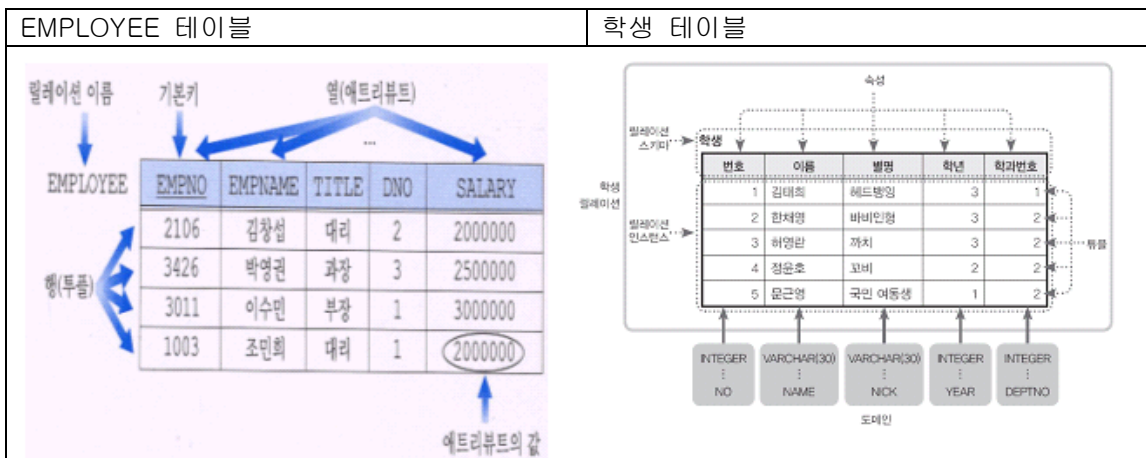 EMPLOYEE 테이블
학생 테이블
릴레이션 이름
기본키
열(애트리뷰트)
...
EMPLOYEE
EMPNO EMPNAME TITLE DNO SALARY
2106 김창섭 대리 2 2000000
3426 박영권 과장 3 2500000
3011 이수민 부장 1 3000000
1003 조민희 대리 1 2000000
행(투플)
애트리뷰트의 값
속성
릴레이션
스키마
학생
번호 이름 별명 학년 학과번호
1 김태희 헤드뱅잉 3 1
2 한채영 바비인형 3 2
3 허영란 까치 3 2
4 정윤호 꼬비 2 2
5 문근영 국민 여동생 1 2
학생
릴레이션
릴레이션
인스턴스
튜플
INTEGER VARCHAR(30) VARCHAR(30) INTEGER INTEGER
NO NAME NICK YEAR DEPTNO
도메인